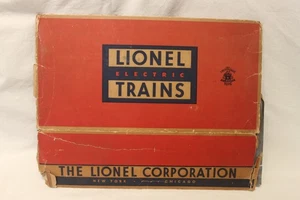 LIONEL
ELECTRIC
TRAINS
THE LIONEL CORPORATION
NEW YORK
CHICAGO